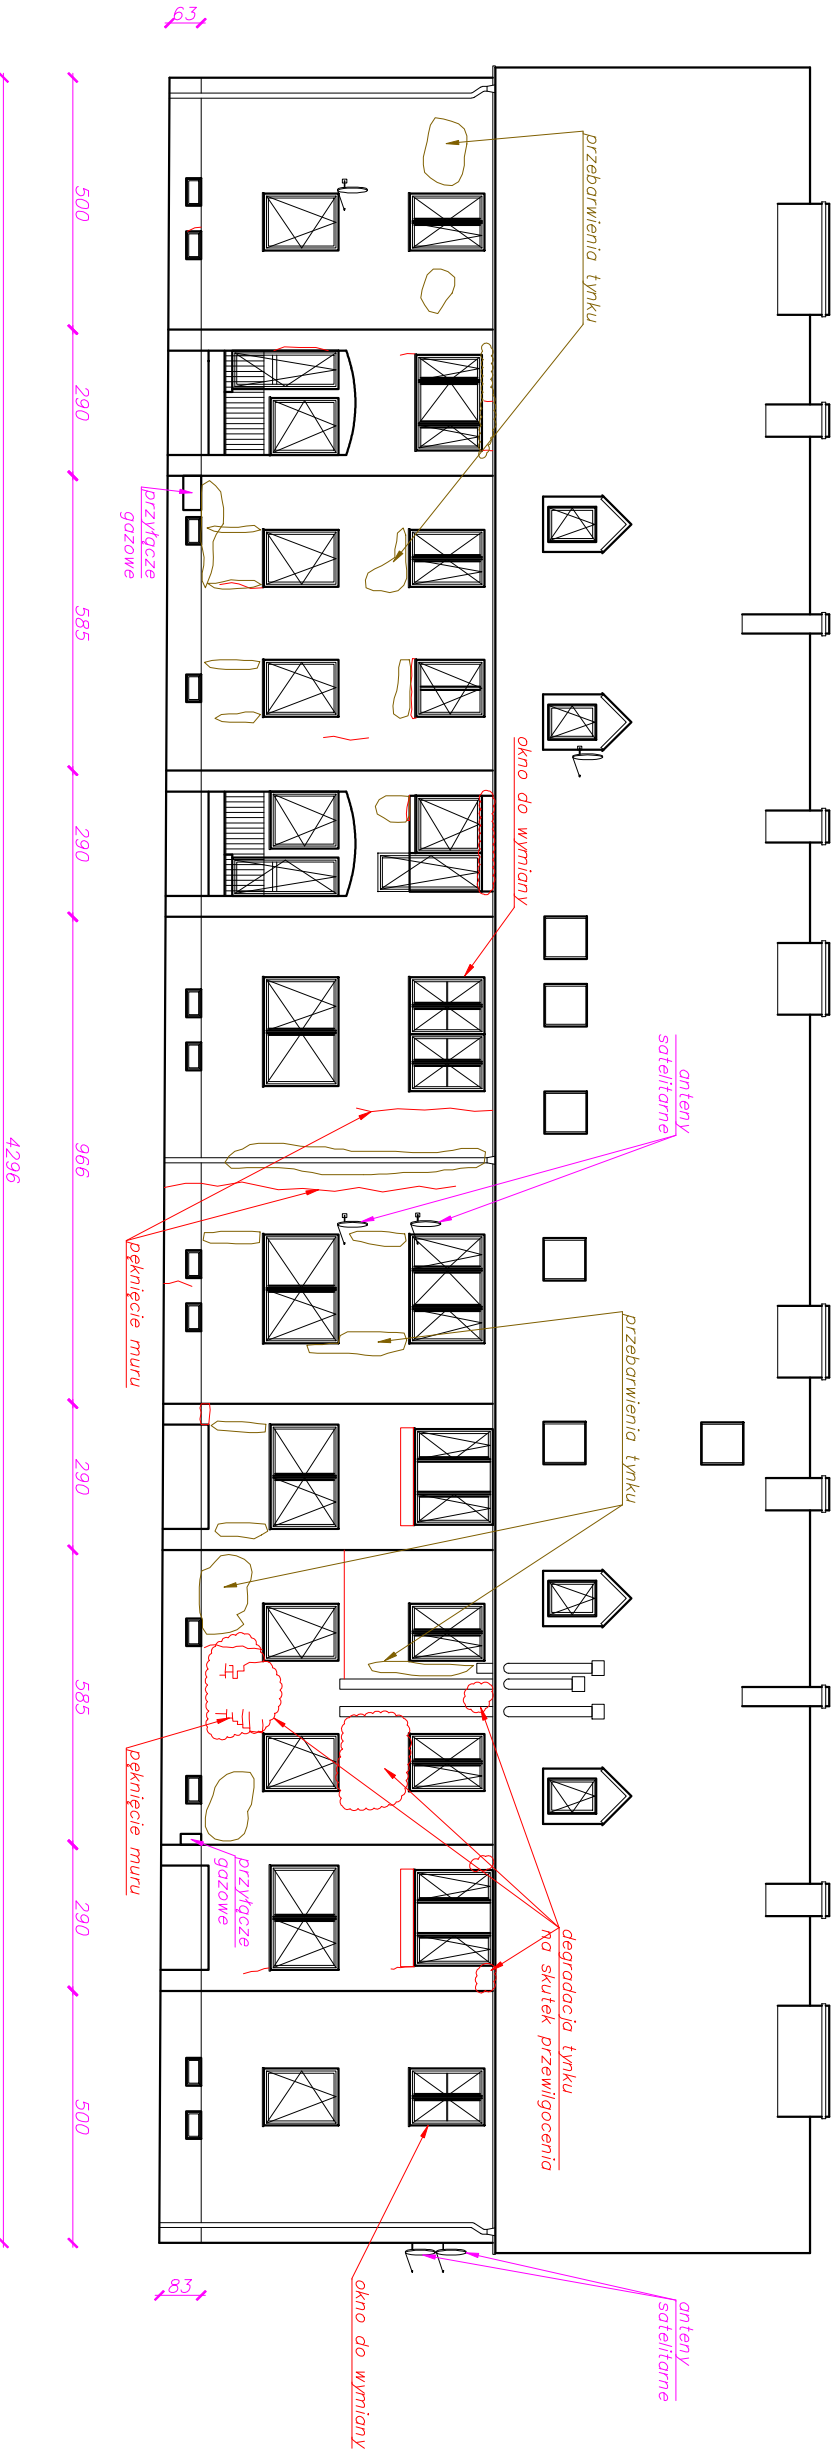 przebarwienia tynku
okno do wymiany
anteny
satelitarne
przebarwienia tynku
degradacja tynku
na skutek przewilgocenia
anteny
satelitarne
okno do wymiany
przyłącze
gazowe
pęknięcie muru
pęknięcie muru
przyłącze
gazowe
63
83
500
290
585
290
966
290
585
290
500
4296